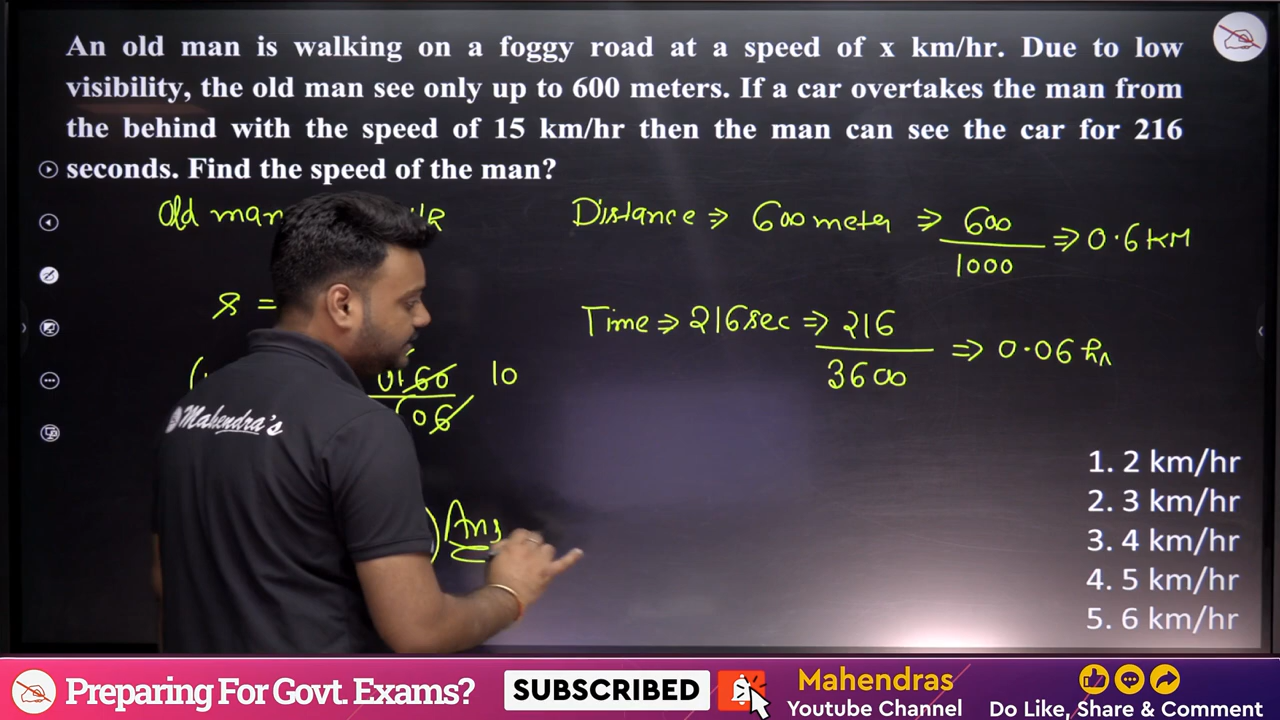 An old man is walking on a foggy road at a speed of x km/hr. Due to low
visibility, the old man see only up to 600 meters. If a car overtakes the man from
the behind with the speed of 15 km/hr then the man can see the car for 216
seconds. Find the speed of the man?
Old man
Distance ⇒ 600 meter ⇒ 600/1000 ⇒ 0.6 KM
Time ⇒ 216 sec ⇒ 216/3600 ⇒ 0.06 hr
10
Ans
1. 2 km/hr
2. 3 km/hr
3. 4 km/hr
4. 5 km/hr
5. 6 km/hr
Mahendra's
Preparing For Govt. Exams?
SUBSCRIBED
Mahendras
Youtube Channel
Do Like, Share & Comment